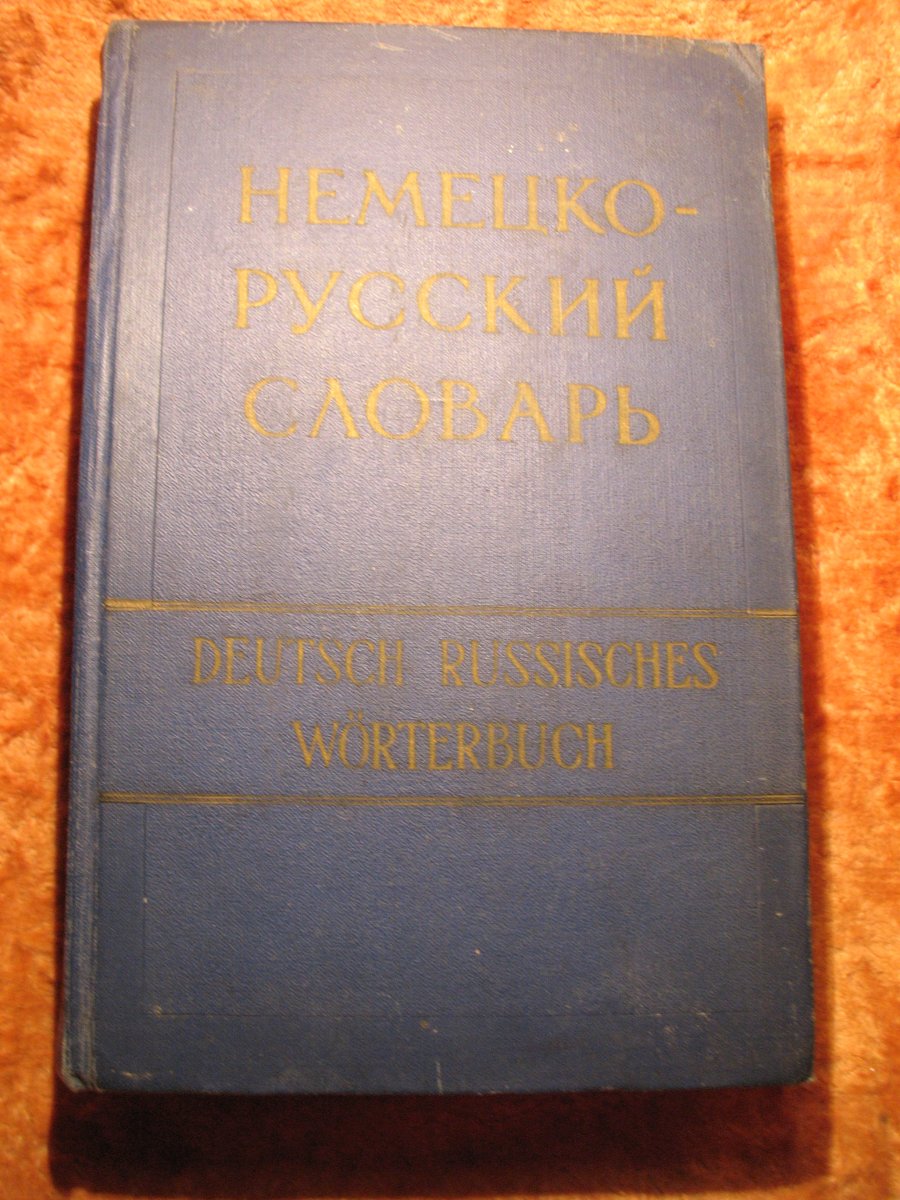 НЕМЕЦКО-
РУССКИЙ
СЛОВАРЬ
DEUTSCH RUSSISCHES
WÖRTERBUCH